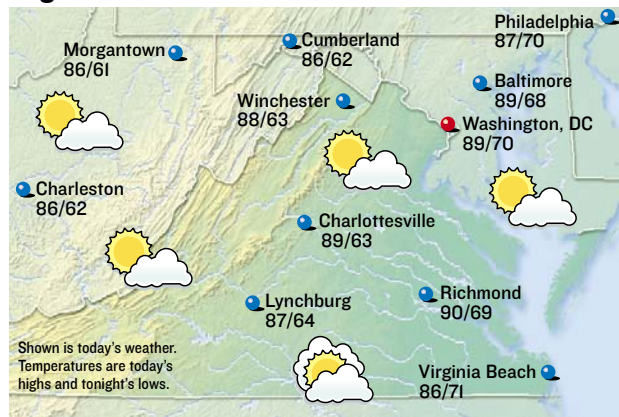 Philadelphia
87/70
Morgantown
86/61
Cumberland
86/62
Baltimore
89/68
Winchester
88/63
Washington, DC
89/70
Charleston
86/62
Charlottesville
89/63
Lynchburg
87/64
Richmond
90/69
Shown is today's weather.
Temperatures are today's
highs and tonight's lows.
Virginia Beach
86/71